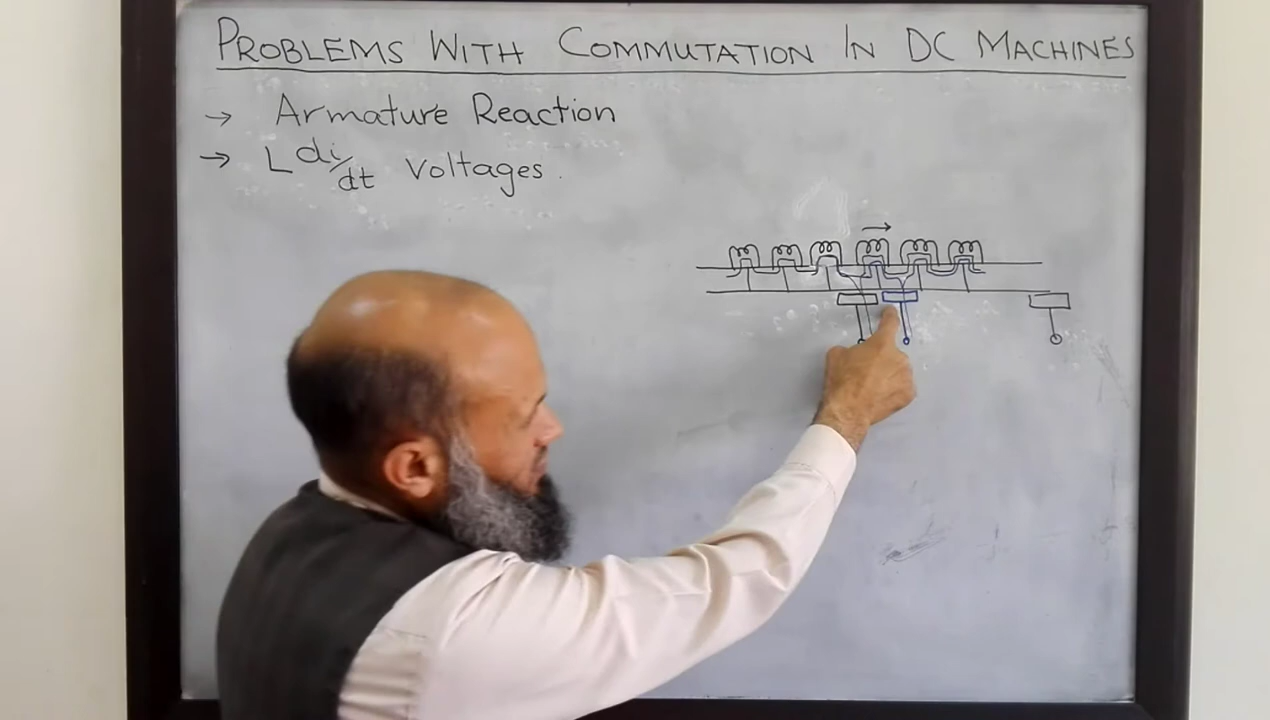 PROBLEMS WITH COMMUTATION IN DC MACHINES
→ Armature Reaction
→ L di/dt Voltages.